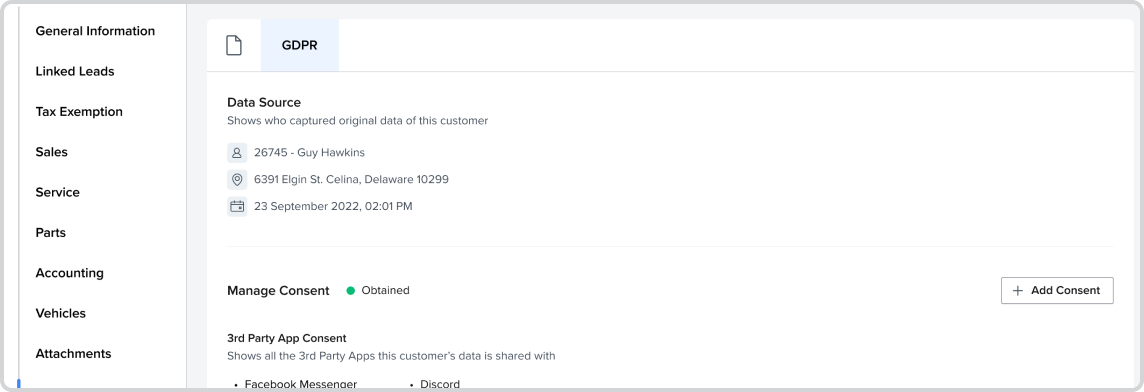 General Information
Linked Leads
Tax Exemption
Sales
Service
Parts
Accounting
Vehicles
Attachments
GDPR
Data Source
Shows who captured original data of this customer
26745 - Guy Hawkins
6391 Elgin St. Celina, Delaware 10299
23 September 2022, 02:01 PM
Manage Consent Obtained
Add Consent
3rd Party App Consent
Shows all the 3rd Party Apps this customer's data is shared with
• Facebook Messenger • Discord